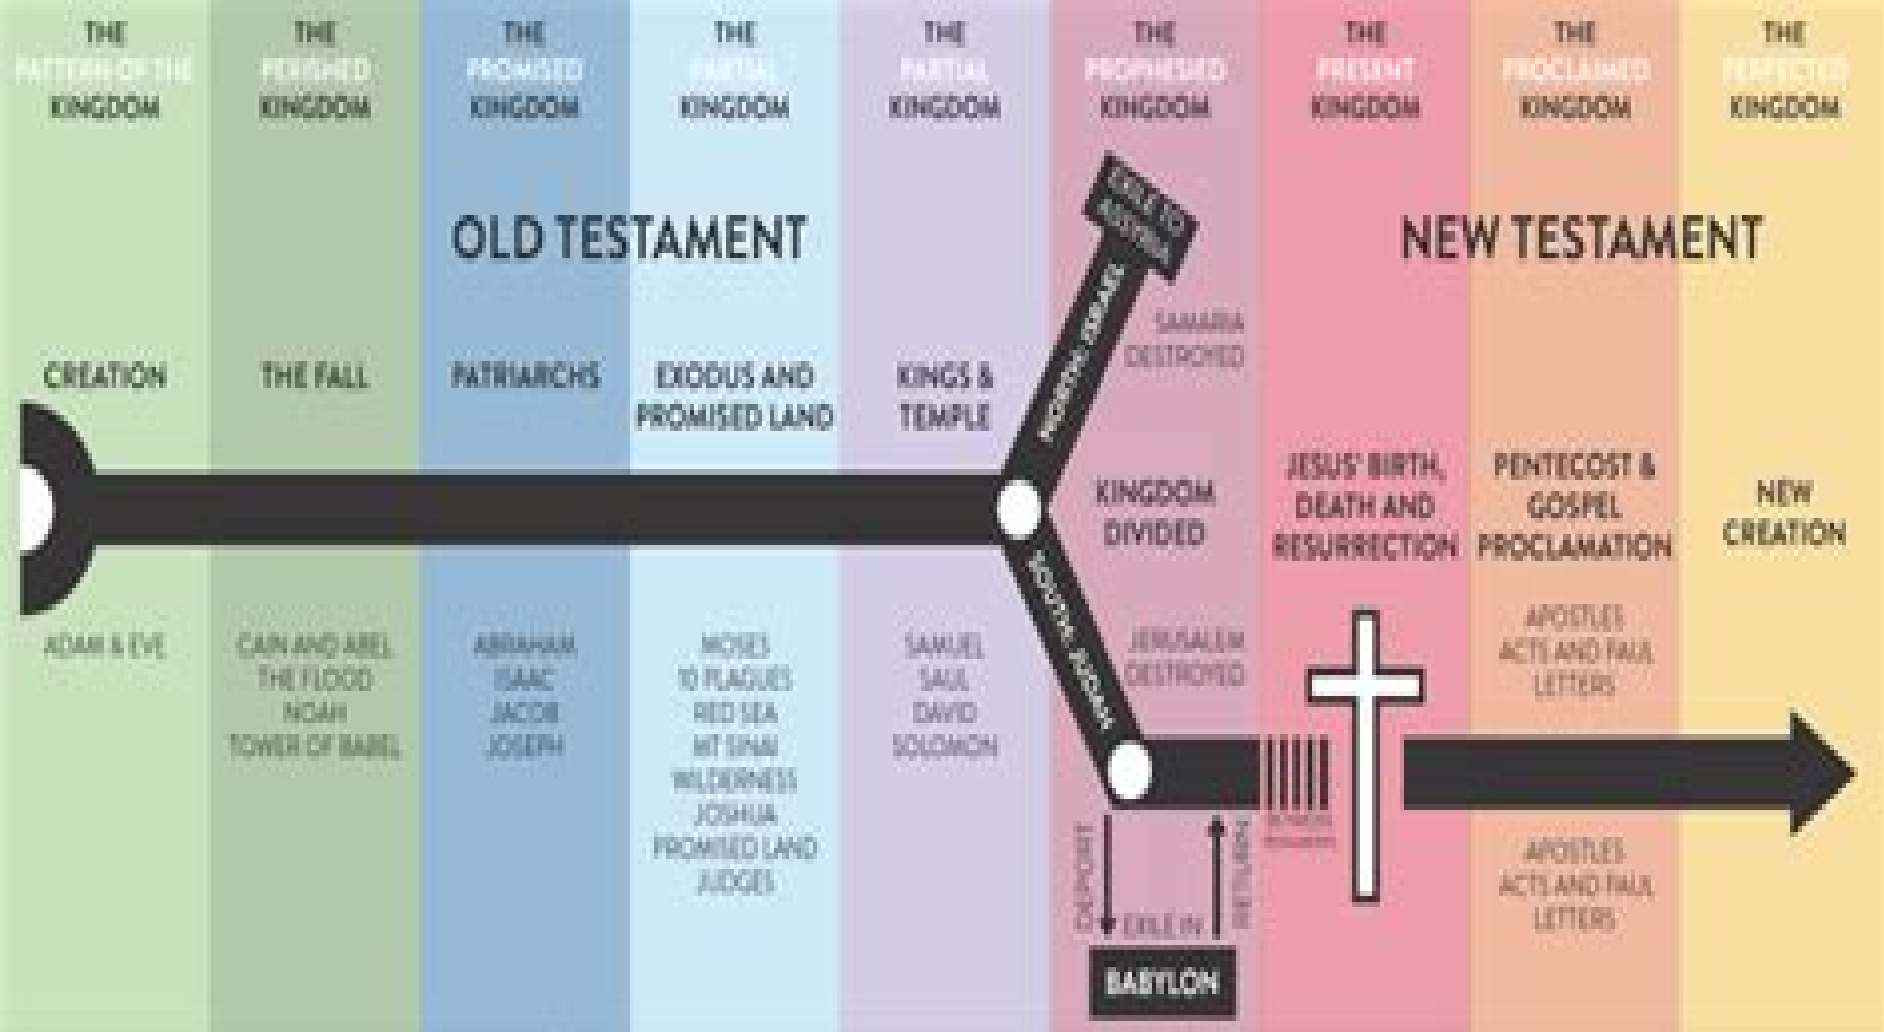 THE
PATTERN OF THE
KINGDOM
THE
PERISHED
KINGDOM
THE
PROMISED
KINGDOM
THE
PARTIAL
KINGDOM
THE
PARTIAL
KINGDOM
THE
PROPHESIED
KINGDOM
THE
PRESENT
KINGDOM
THE
PROCLAIMED
KINGDOM
THE
PERFECTED
KINGDOM
OLD TESTAMENT
NEW TESTAMENT
CREATION
ADAM & EVE
THE FALL
CAIN AND ABEL
THE FLOOD
NOAH
TOWER OF BABEL
PATRIARCHS
ABRAHAM
ISAAC
JACOB
JOSEPH
EXODUS AND
PROMISED LAND
MOSES
10 PLAGUES
RED SEA
MT SINAI
WILDERNESS
JOSHUA
PROMISED LAND
JUDGES
KINGS &
TEMPLE
SAMUEL
SAUL
DAVID
SOLOMON
NORTH: ISRAEL
SAMARIA
DESTROYED
KINGDOM
DIVIDED
SOUTH: JUDAH
JERUSALEM
DESTROYED
DEPORT
EXILE IN
RETURN
BABYLON
JESUS' BIRTH,
DEATH AND
RESURRECTION
PENTECOST &
GOSPEL
PROCLAMATION
APOSTLES
ACTS AND PAUL
LETTERS
APOSTLES
ACTS AND PAUL
LETTERS
NEW
CREATION